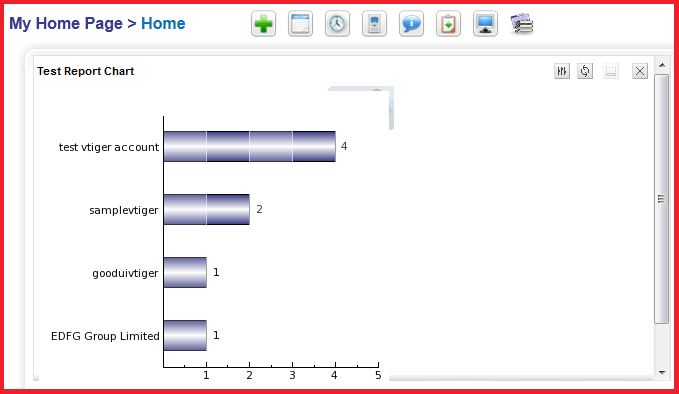 My Home Page > Home
Test Report Chart
test vtiger account 4
samplevtiger 2
gooduivtiger 1
EDFG Group Limited 1
1 2 3 4 5